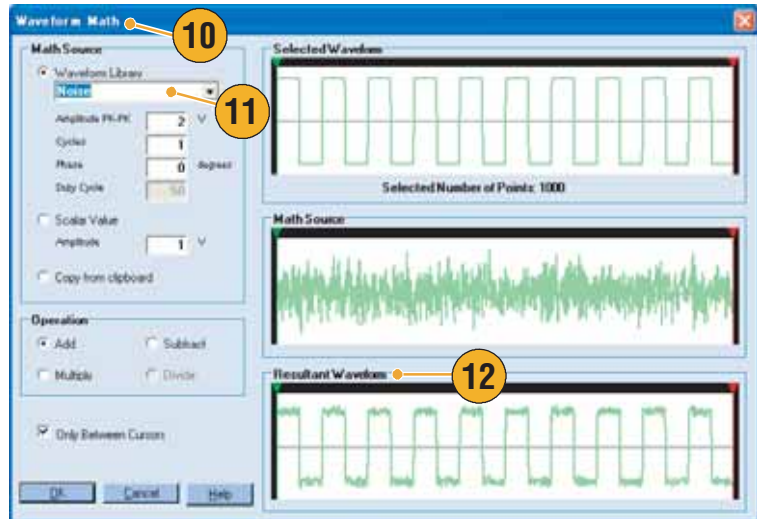 Waveform Math
10
Math Source
Waveform Library
Noise
11
Amplitude PK-PK 2 V
Cycles 1
Phase 0 degrees
Duty Cycle 50
Scalar Value
Amplitude 1 V
Copy from clipboard
Operation
Add Subtract
Multiply Divide
Only Between Cursors
OK Cancel Help
Selected Waveform
Selected Number of Points: 1000
Math Source
Resultant Waveform
12